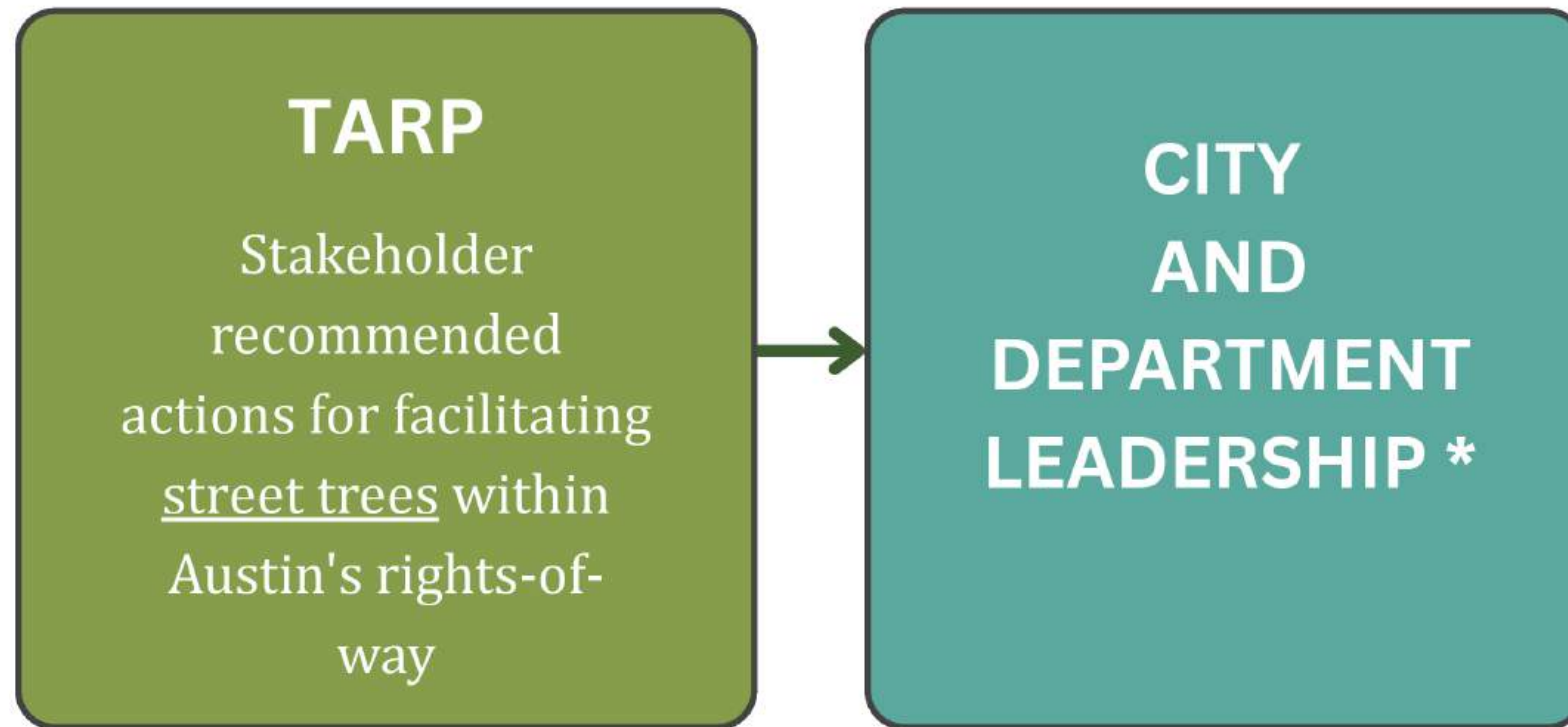 TARP
Stakeholder
recommended
actions for facilitating
street trees within
Austin's rights-of-
way
CITY
AND
DEPARTMENT
LEADERSHIP *